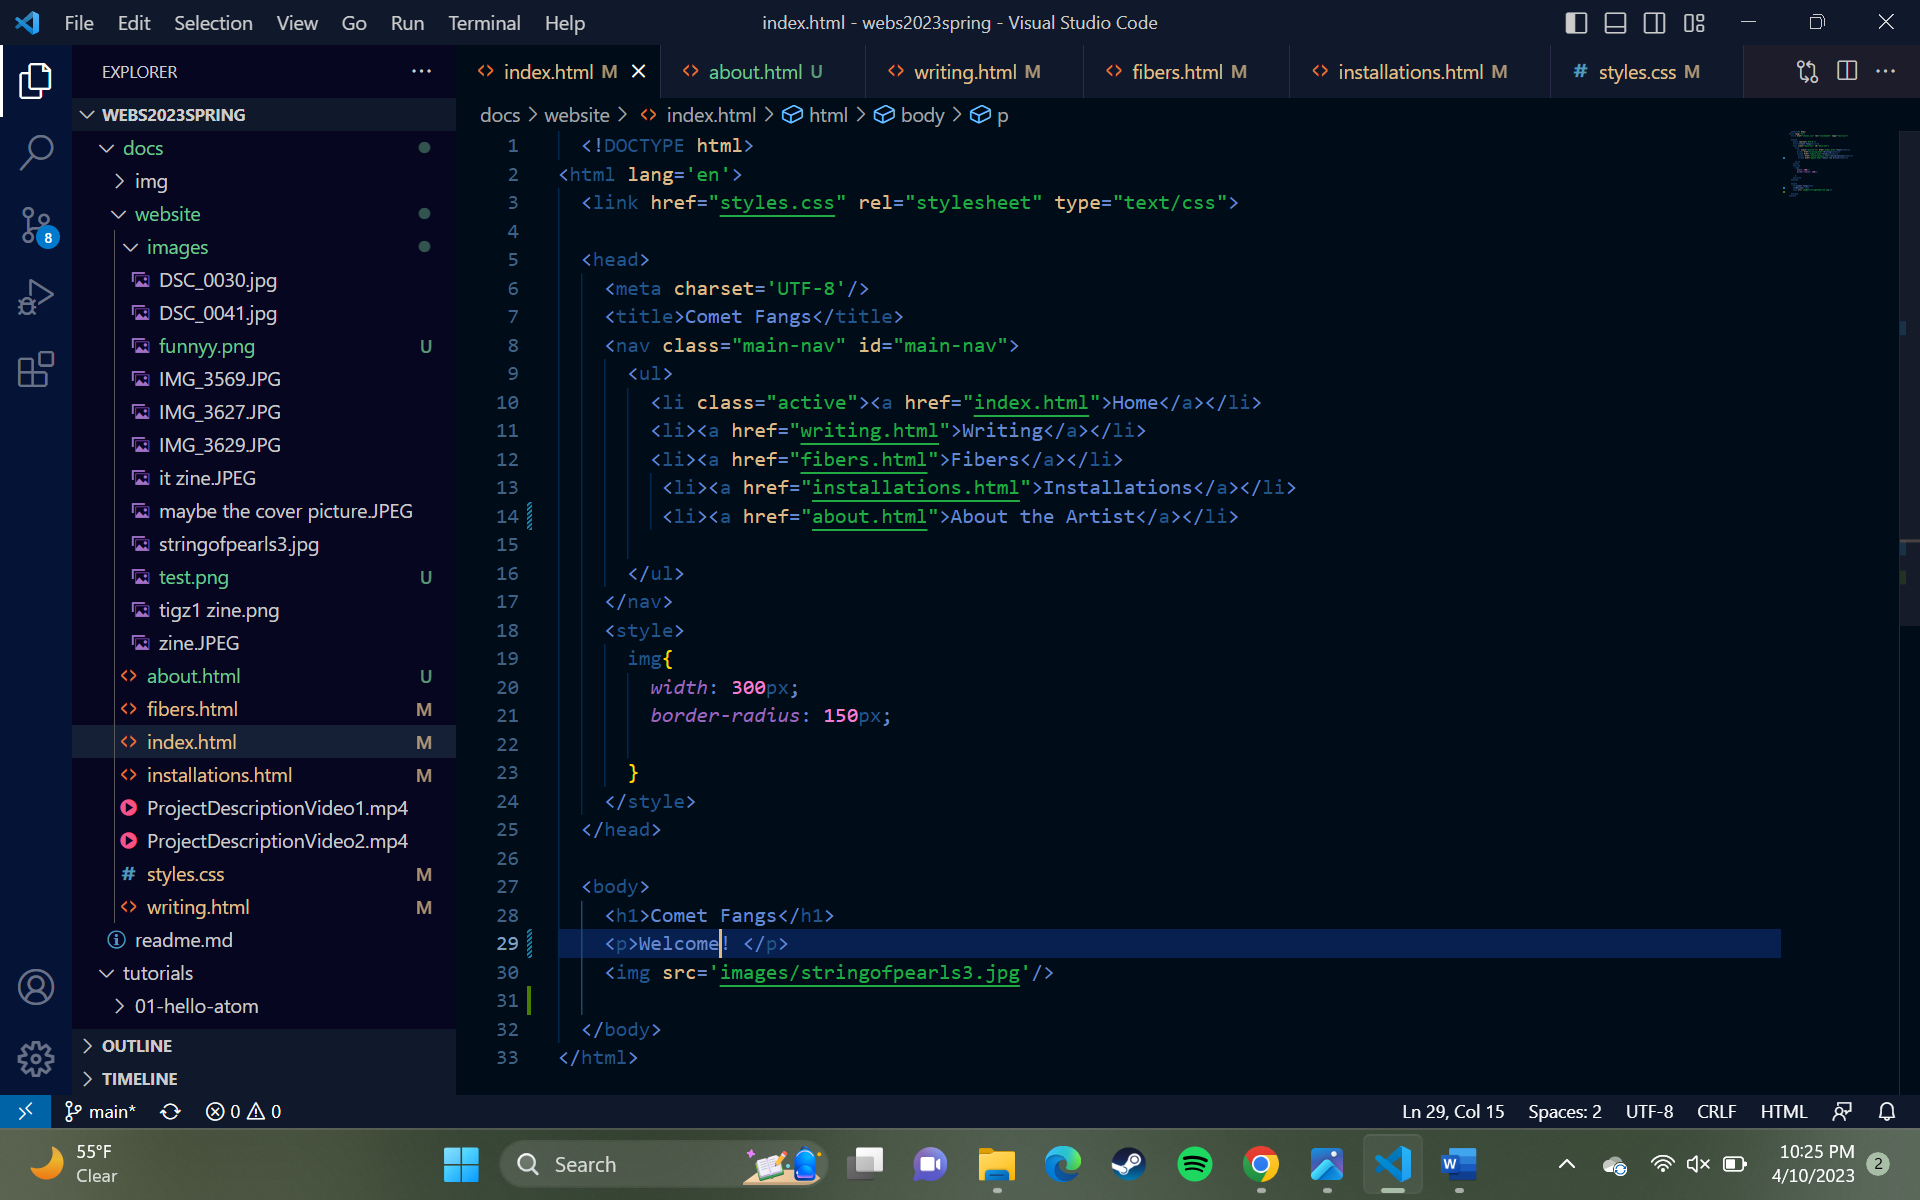 File Edit Selection View Go Run Terminal Help
index.html - webs2023spring - Visual Studio Code
EXPLORER
WEBS2023SPRING
docs
img
website
images
DSC_0030.jpg
DSC_0041.jpg
funnyy.png U
IMG_3569.JPG
IMG_3627.JPG
IMG_3629.JPG
it zine.JPEG
maybe the cover picture.JPEG
stringofpearls3.jpg
test.png U
tigz1 zine.png
zine.JPEG
about.html U
fibers.html M
index.html M
installations.html M
ProjectDescriptionVideo1.mp4
ProjectDescriptionVideo2.mp4
styles.css M
writing.html M
readme.md
tutorials
01-hello-atom
OUTLINE
TIMELINE
8
index.html M about.html U writing.html M fibers.html M installations.html M # styles.css M
docs > website > index.html > html > body > p
1 <!DOCTYPE html>
2 <html lang='en'>
3 <link href="styles.css" rel="stylesheet" type="text/css">
4
5 <head>
6 <meta charset='UTF-8'/>
7 <title>Comet Fangs</title>
8 <nav class="main-nav" id="main-nav">
9 <ul>
10 <li class="active"><a href="index.html">Home</a></li>
11 <li><a href="writing.html">Writing</a></li>
12 <li><a href="fibers.html">Fibers</a></li>
13 <li><a href="installations.html">Installations</a></li>
14 <li><a href="about.html">About the Artist</a></li>
15
16 </ul>
17 </nav>
18 <style>
19 img{
20 width: 300px;
21 border-radius: 150px;
22
23 }
24 </style>
25 </head>
26
27 <body>
28 <h1>Comet Fangs</h1>
29 <p>Welcome! </p>
30 <img src='images/stringofpearls3.jpg'/>
31
32 </body>
33 </html>
main* 0 0 Ln 29, Col 15 Spaces: 2 UTF-8 CRLF HTML
55°F
Clear
Search
10:25 PM
4/10/2023
2